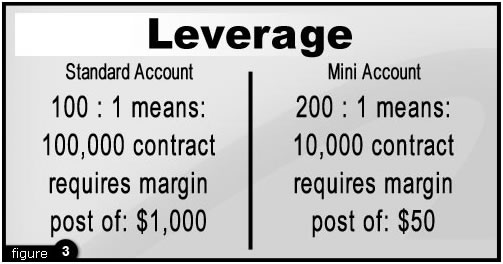 Leverage
Standard Account
100 : 1 means:
100,000 contract
requires margin
post of: $1,000
Mini Account
200 : 1 means:
10,000 contract
requires margin
post of: $50
figure 3